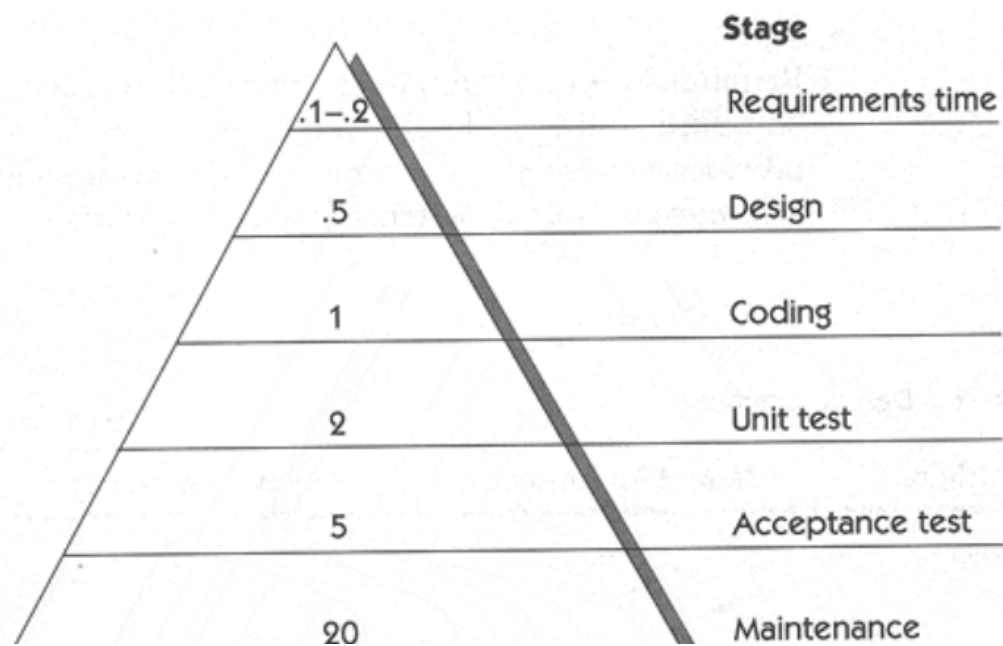 Stage
.1–.2 Requirements time
.5 Design
1 Coding
2 Unit test
5 Acceptance test
20 Maintenance